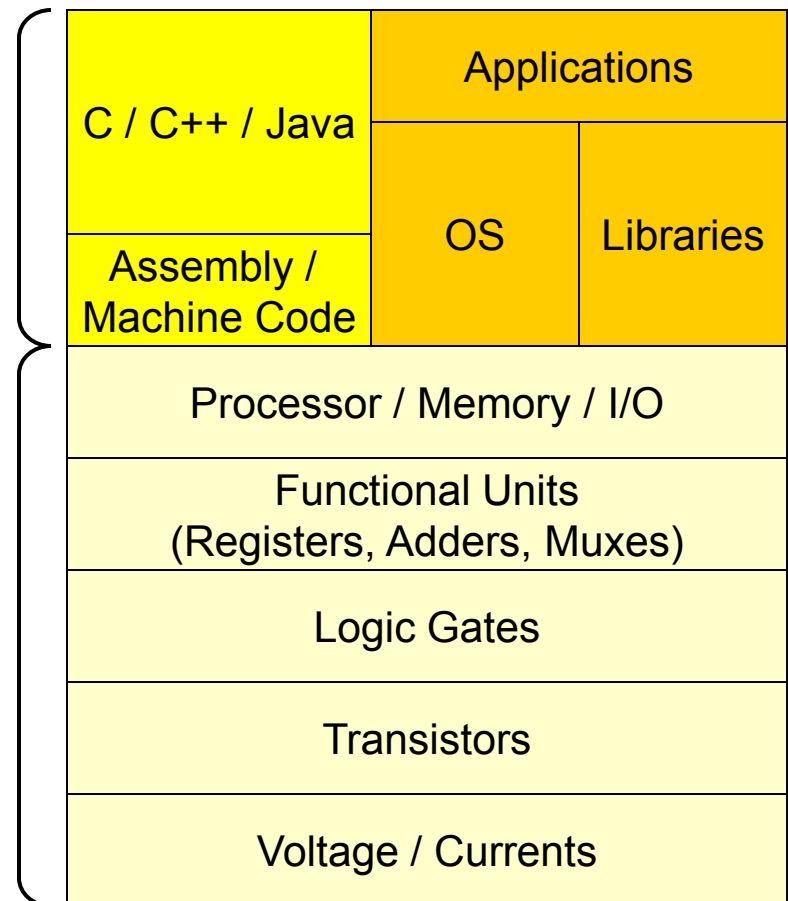 C / C++ / Java
Applications
OS
Libraries
Assembly /
Machine Code
Processor / Memory / I/O
Functional Units
(Registers, Adders, Muxes)
Logic Gates
Transistors
Voltage / Currents